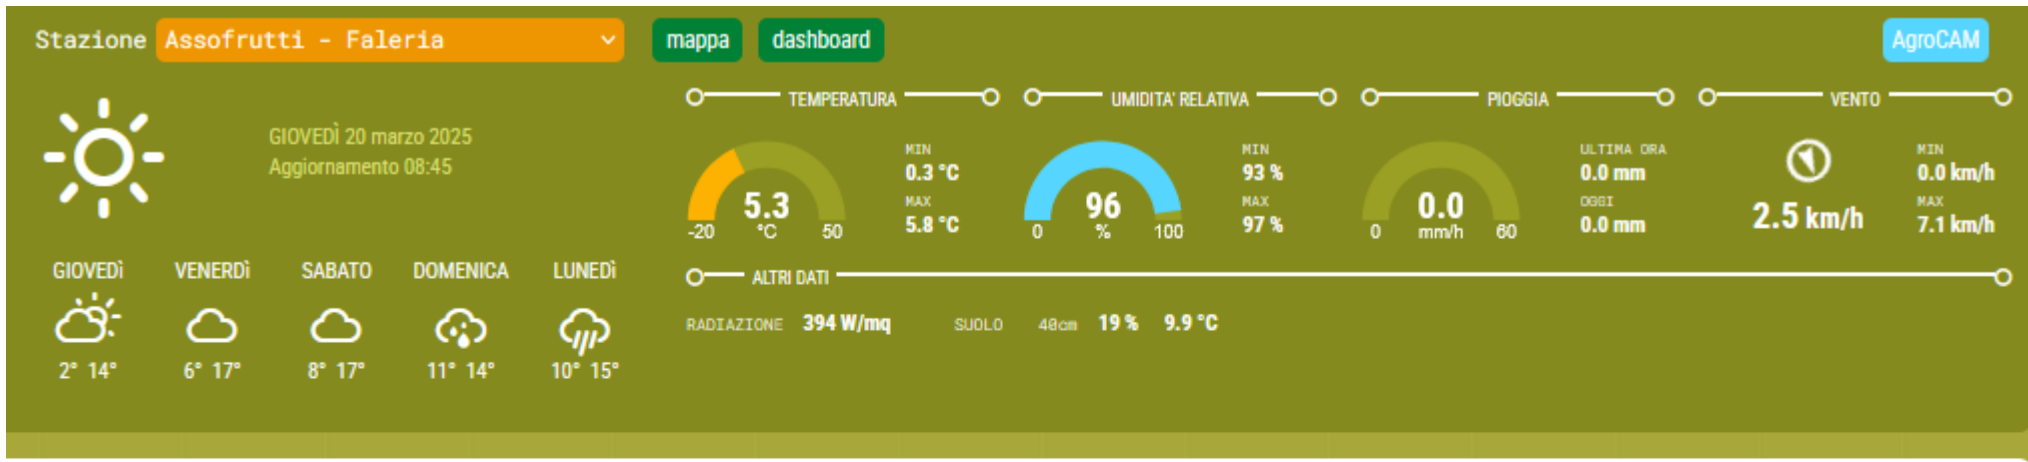 Stazione Assofrutti - Faleria mappa dashboard AgroCAM
GIOVEDÌ 20 marzo 2025
Aggiornamento 08:45
TEMPERATURA
5.3
°C
-20 50
MIN
0.3 °C
MAX
5.8 °C
UMIDITA' RELATIVA
96
%
0 100
MIN
93 %
MAX
97 %
PIOGGIA
0.0
mm/h
0 60
ULTIMA ORA
0.0 mm
OGGI
0.0 mm
VENTO
2.5 km/h
MIN
0.0 km/h
MAX
7.1 km/h
GIOVEDì VENERDì SABATO DOMENICA LUNEDì
2° 14° 6° 17° 8° 17° 11° 14° 10° 15°
ALTRI DATI
RADIAZIONE 394 W/mq SUOLO 40cm 19 % 9.9 °C